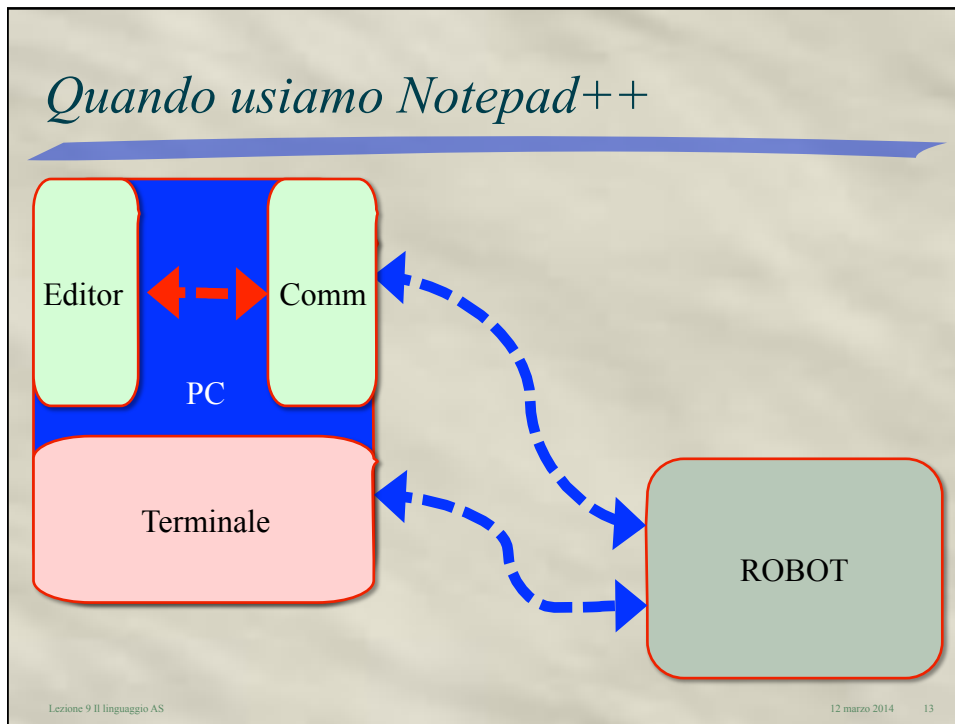 Quando usiamo Notepad++
Editor
Comm
PC
Terminale
ROBOT
Lezione 9 Il linguaggio AS
12 marzo 2014
13